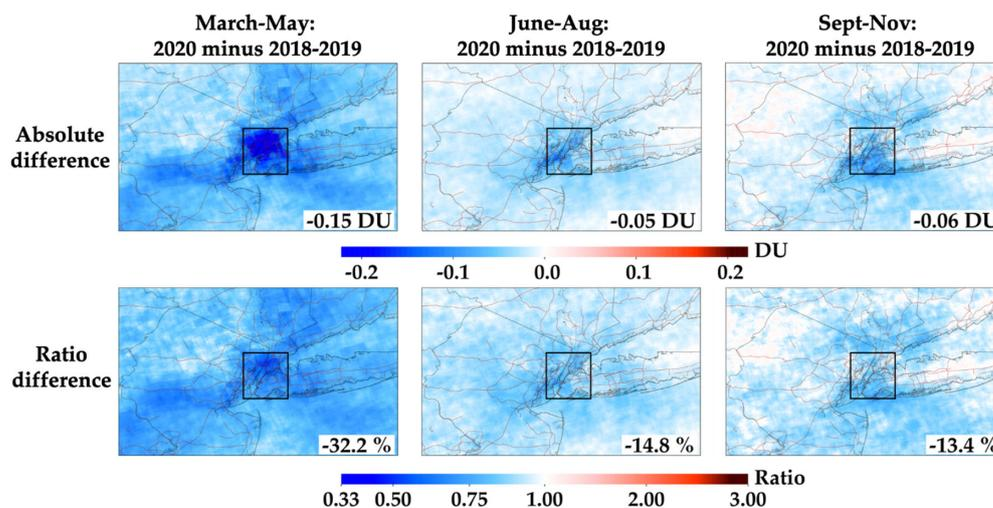 March-May:
2020 minus 2018-2019
June-Aug:
2020 minus 2018-2019
Sept-Nov:
2020 minus 2018-2019
Absolute
difference
-0.15 DU
-0.05 DU
-0.06 DU
-0.2 -0.1 0.0 0.1 0.2 DU
Ratio
difference
-32.2 %
-14.8 %
-13.4 %
0.33 0.50 0.75 1.00 2.00 3.00 Ratio